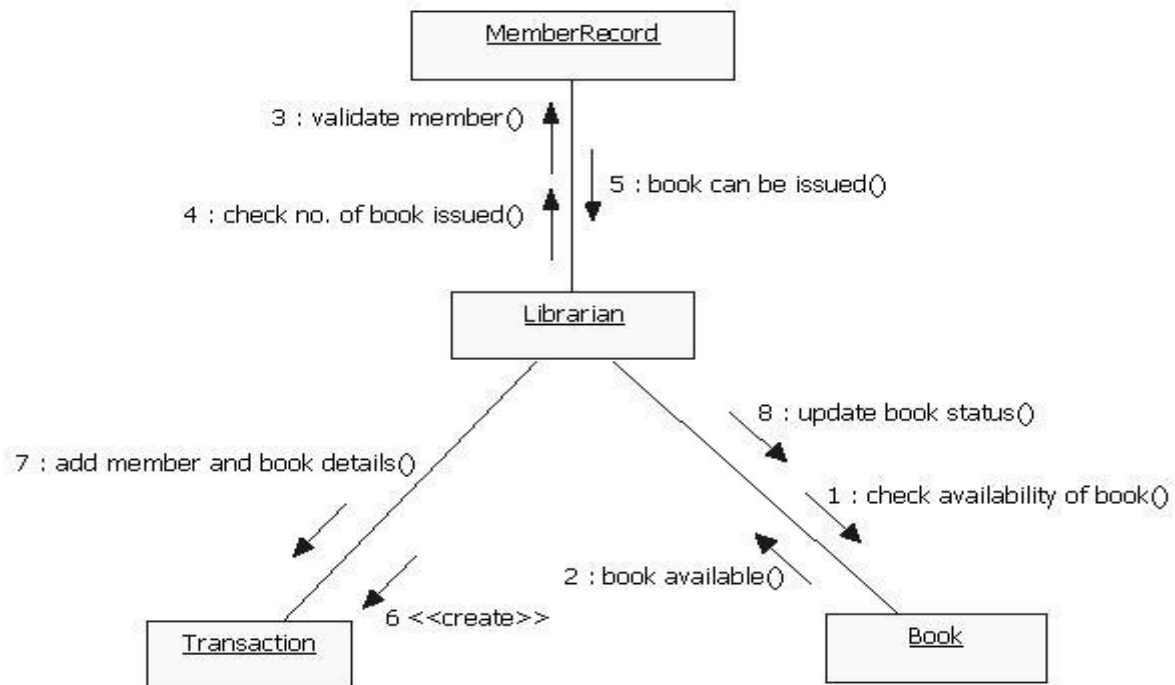 MemberRecord
3 : validate member()
5 : book can be issued()
4 : check no. of book issued()
Librarian
8 : update book status()
7 : add member and book details()
1 : check availability of book()
2 : book available()
6 <<create>>
Transaction
Book